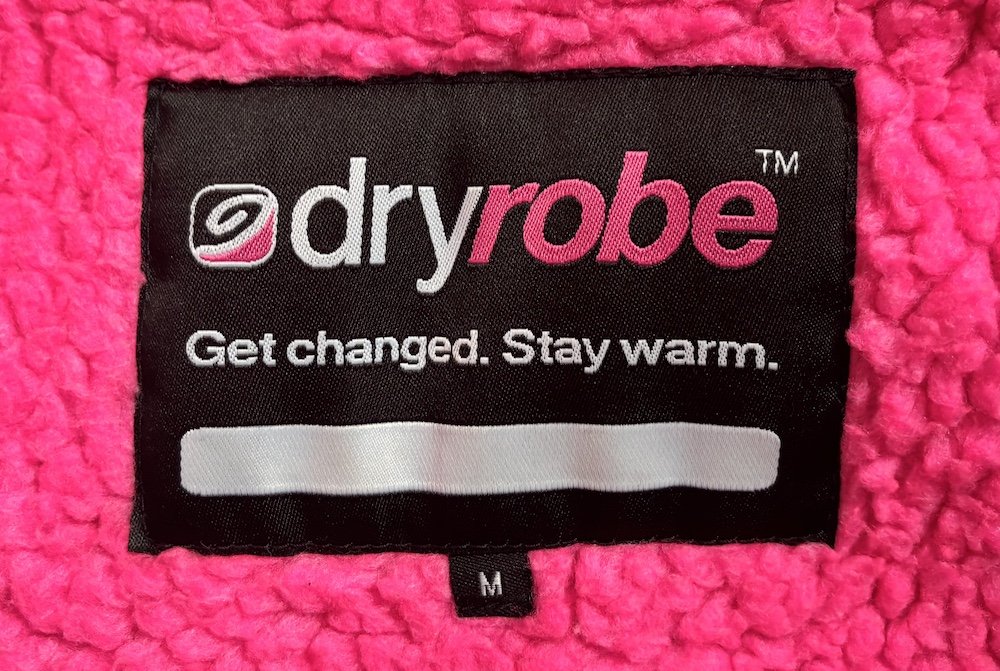 dryrobe™
Get changed. Stay warm.
M